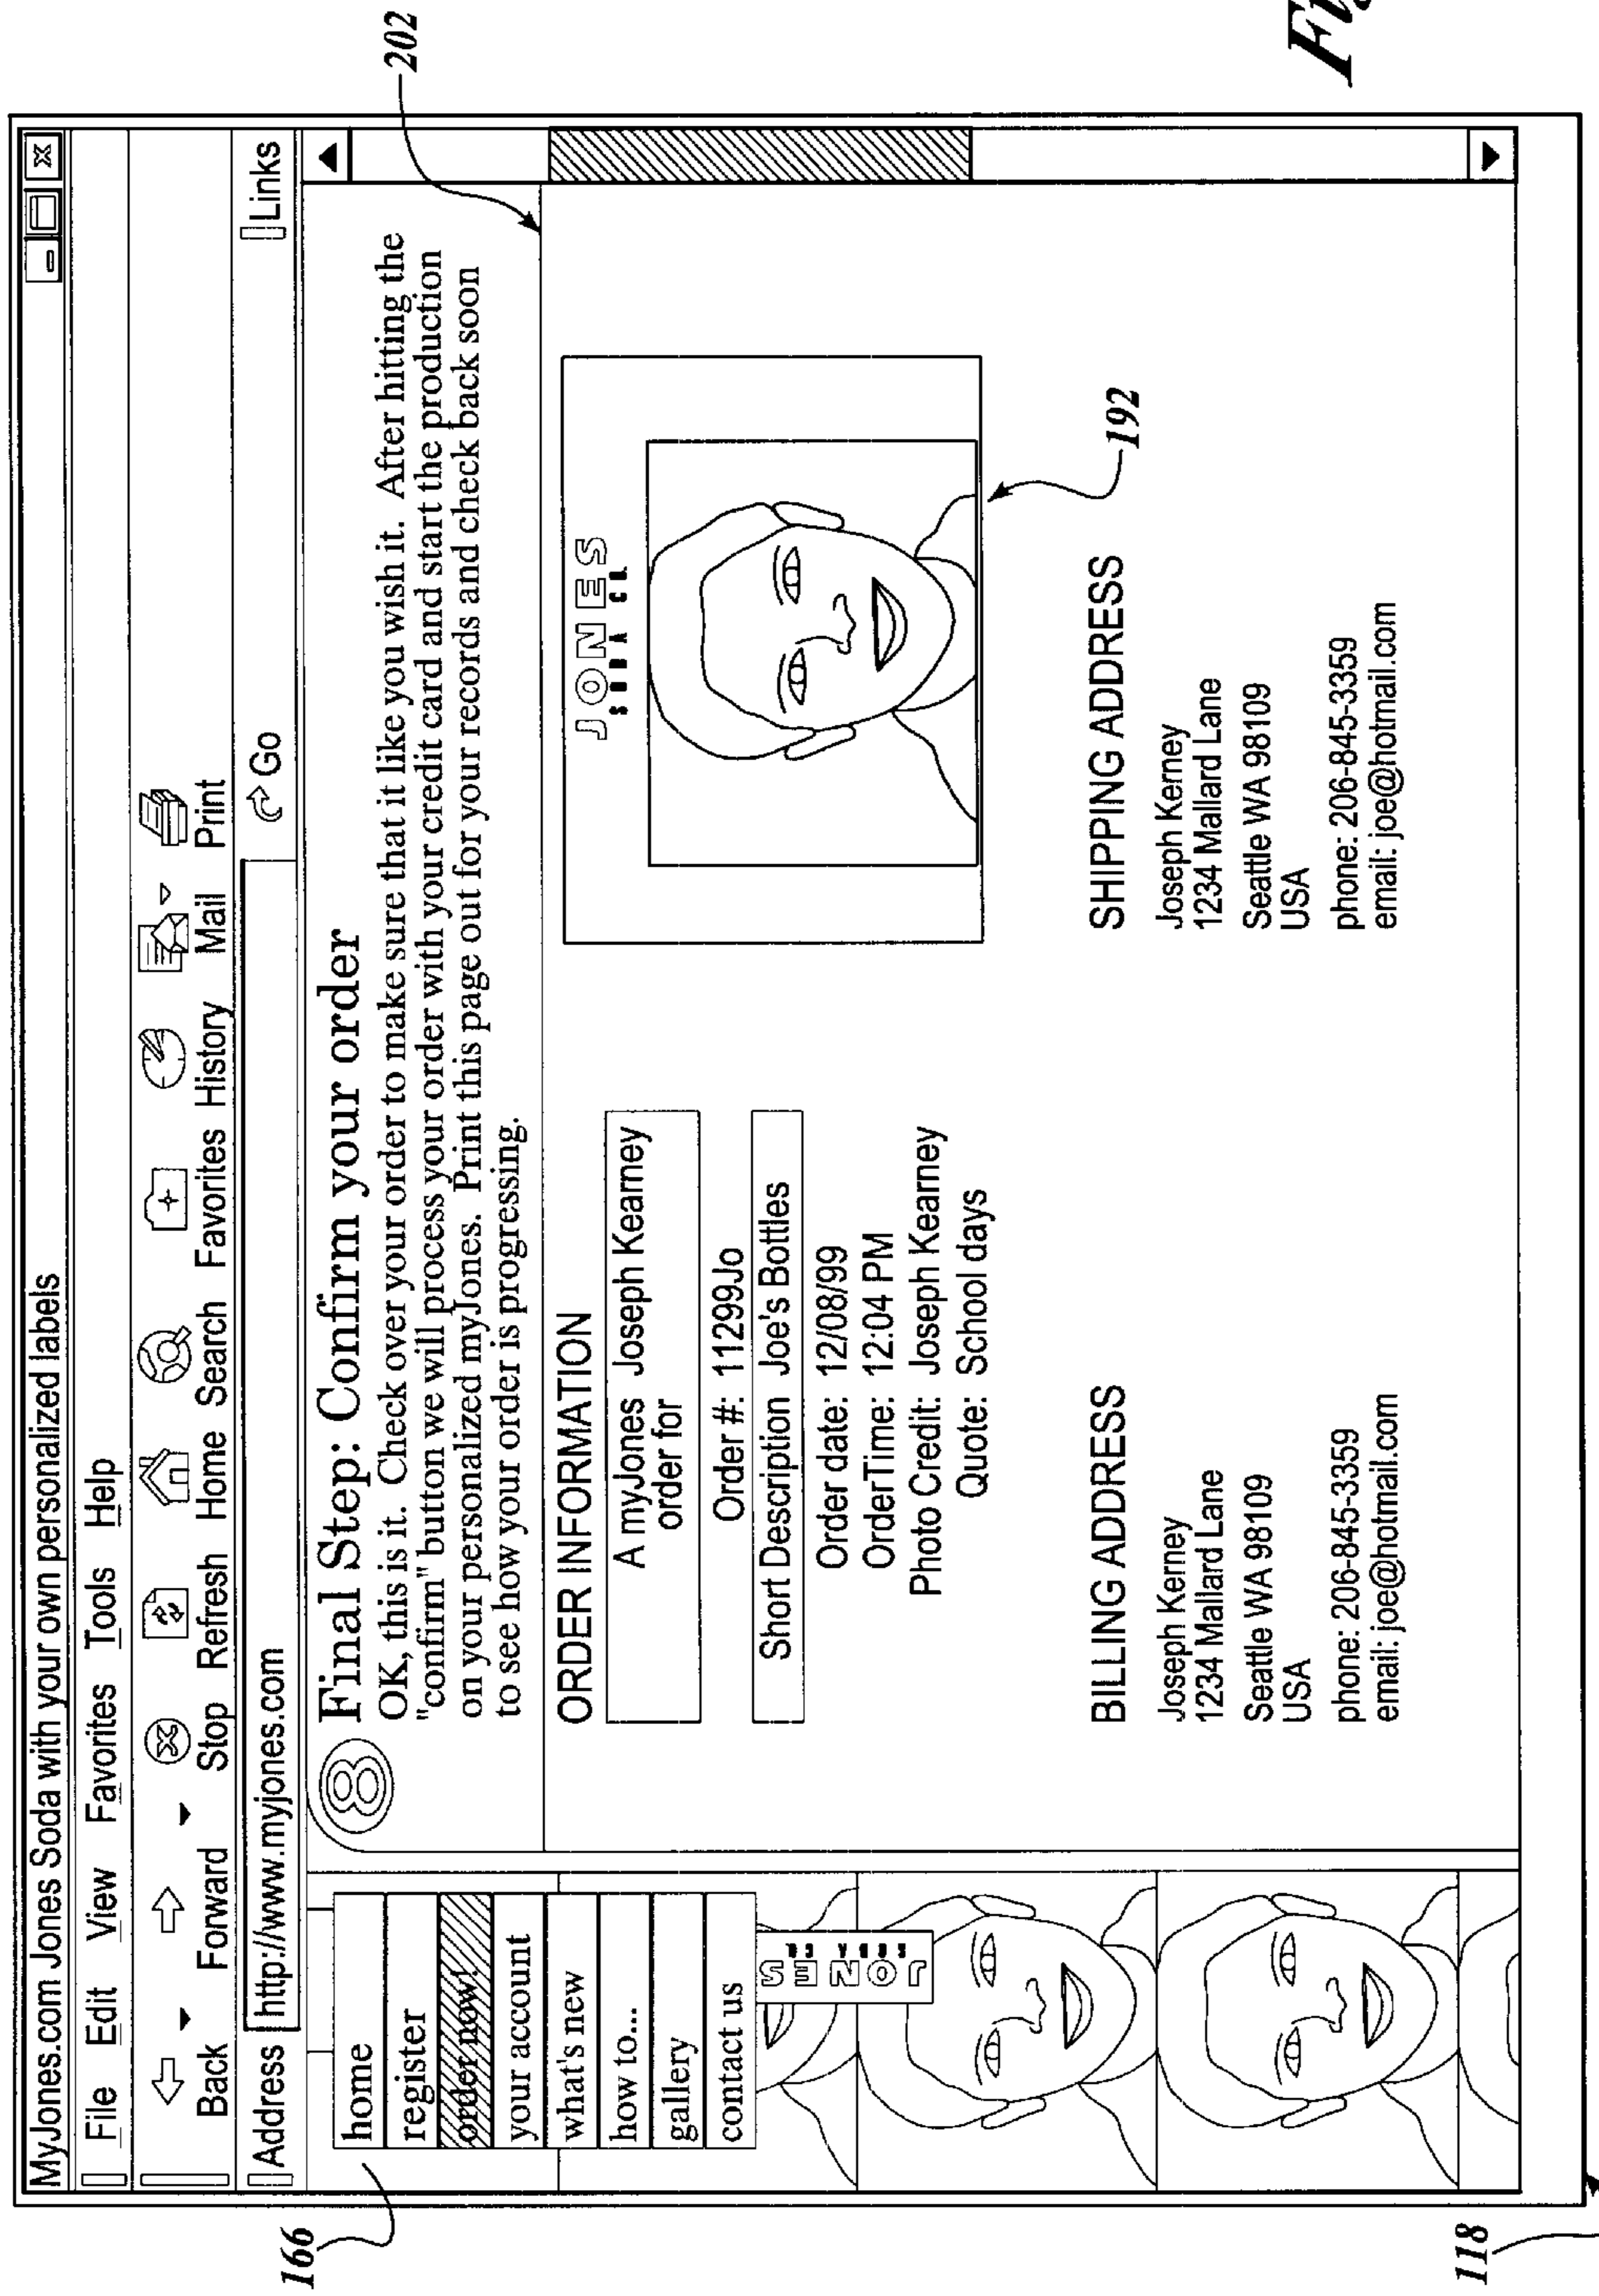 MyJones.com Jones Soda with your own personalized labels
File Edit View Favorites Tools Help
Back Forward Stop Refresh Home Search Favorites History Mail Print
Address http://www.myjones.com Go Links
home
register
order now!
your account
what's new
how to...
gallery
contact us
JONES
SODA CO.
8 Final Step: Confirm your order
OK, this is it. Check over your order to make sure that it like you wish it. After hitting the
"confirm" button we will process your order with your credit card and start the production
on your personalized myJones. Print this page out for your records and check back soon
to see how your order is progressing.
ORDER INFORMATION
A myJones Joseph Kearney
order for
Order #: 11299Jo
Short Description Joe's Bottles
Order date: 12/08/99
OrderTime: 12:04 PM
Photo Credit: Joseph Kearney
Quote: School days
JONES
SODA CO.
BILLING ADDRESS
Joseph Kerney
1234 Mallard Lane
Seattle WA 98109
USA
phone: 206-845-3359
email: joe@hotmail.com
SHIPPING ADDRESS
Joseph Kerney
1234 Mallard Lane
Seattle WA 98109
USA
phone: 206-845-3359
email: joe@hotmail.com
202
192
166
118